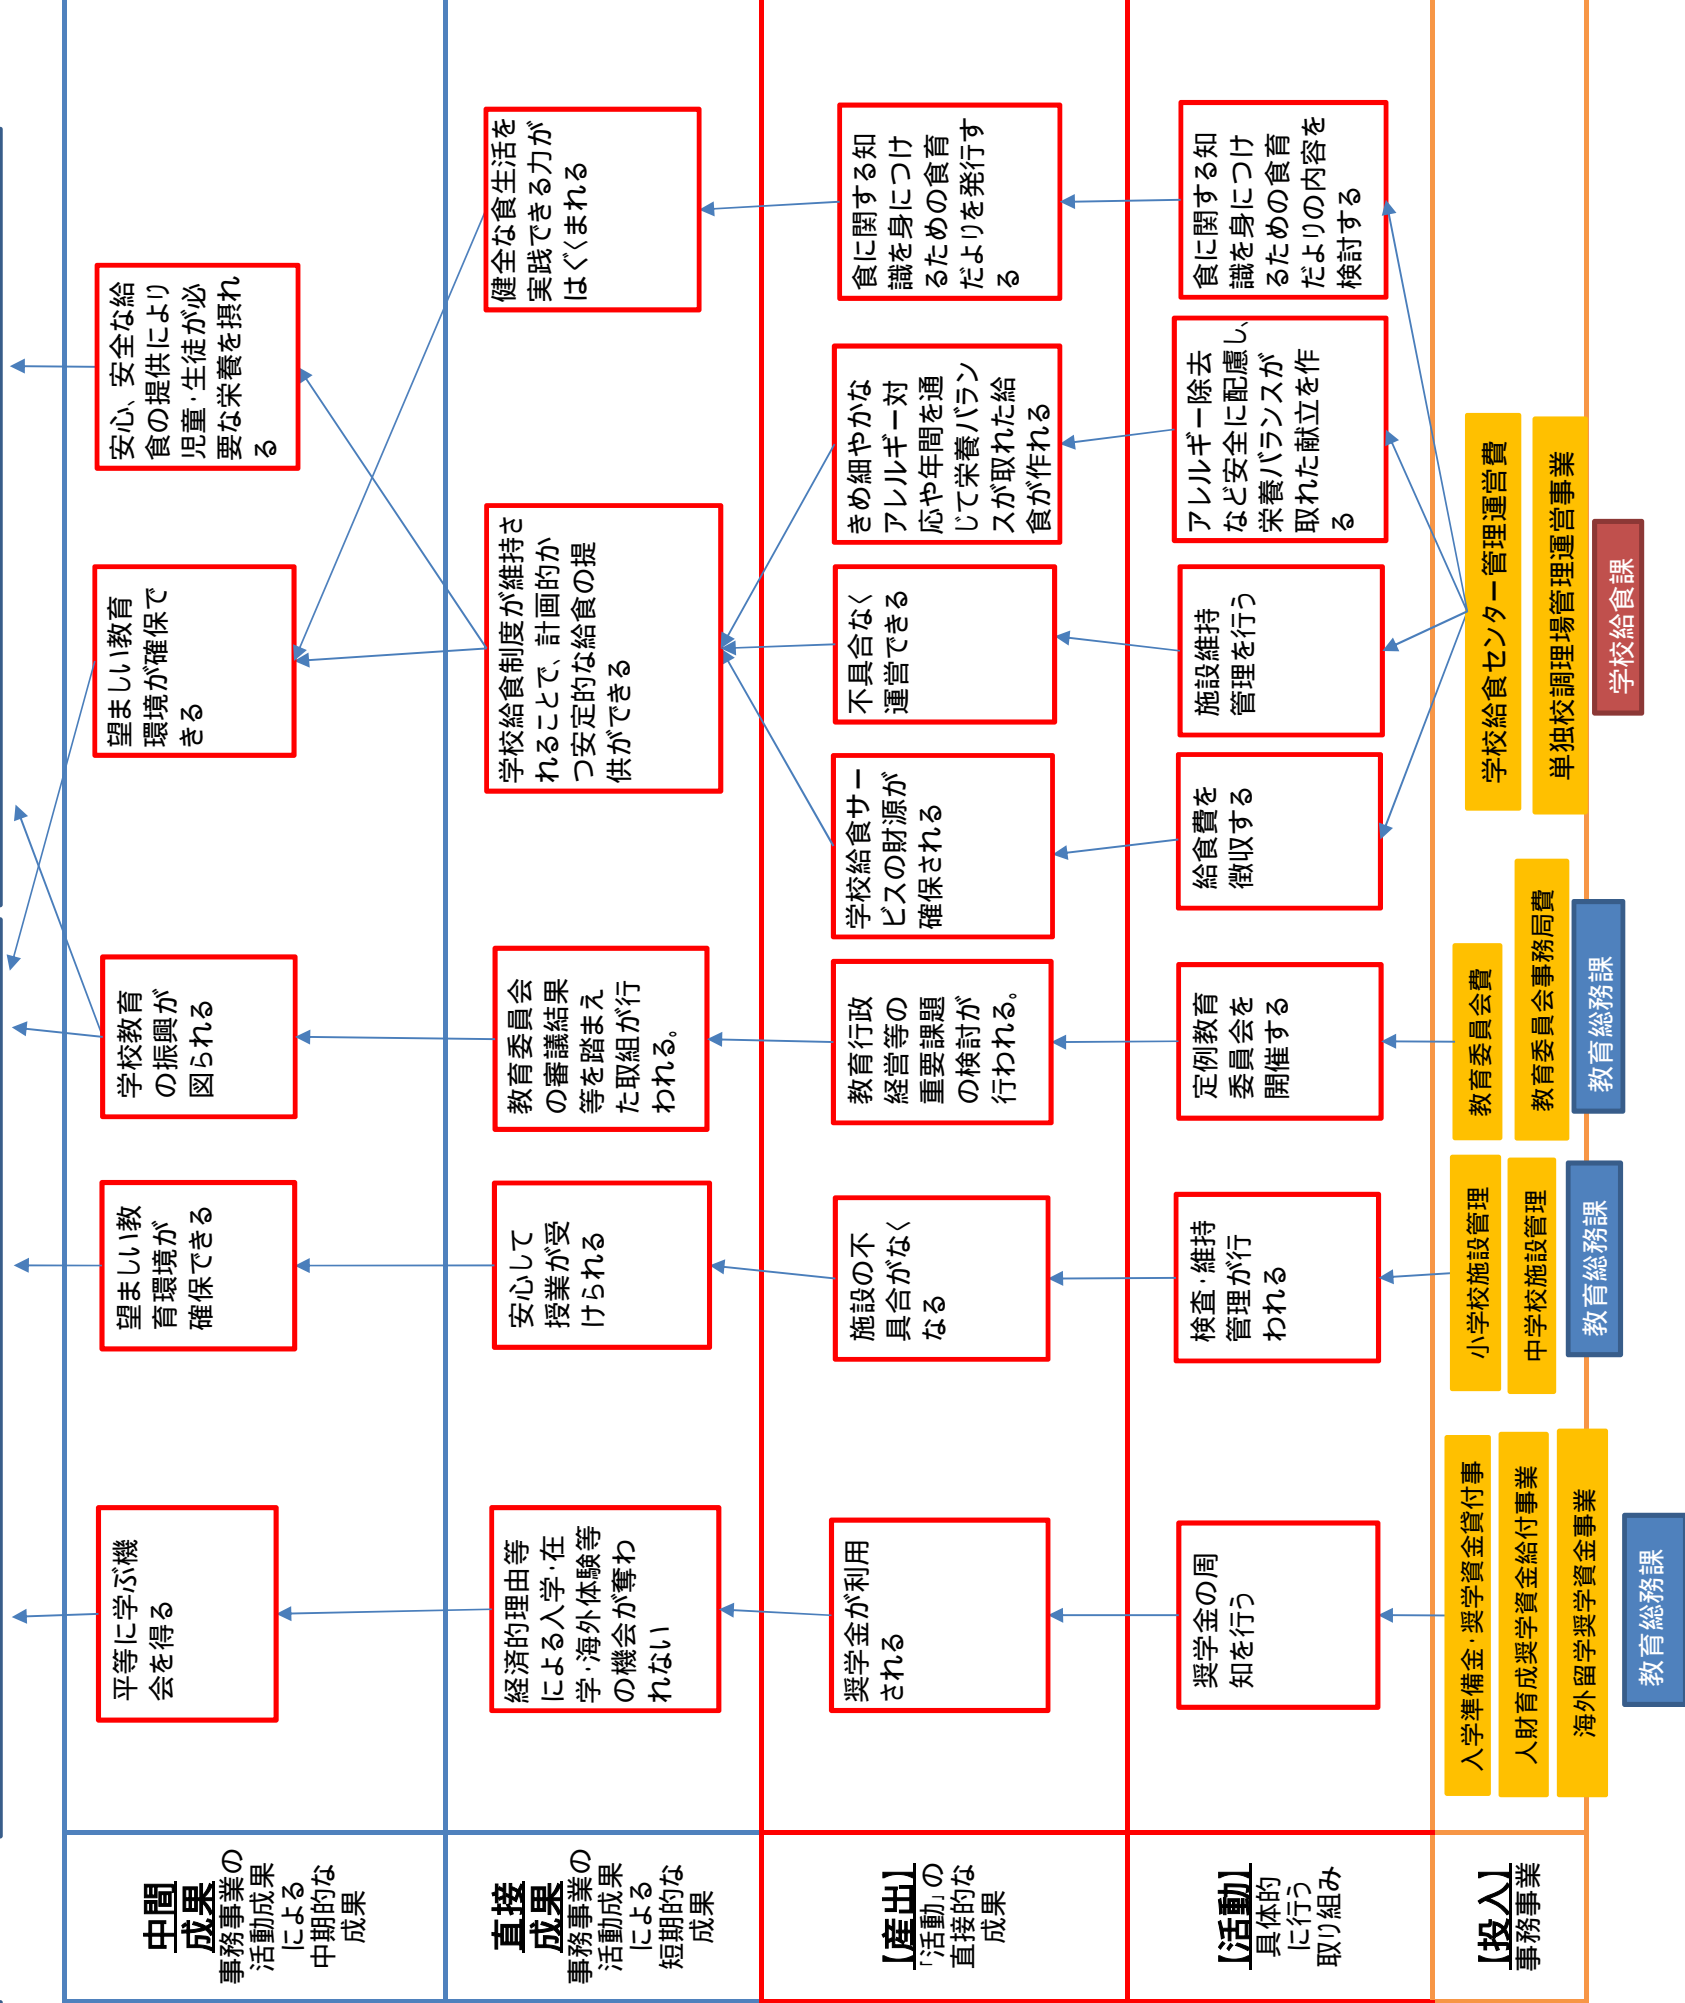 中間
成果
事務事業の
活動成果
による
中期的な
成果
平等に学ぶ機
会を得る
望ましい教
育環境が
確保できる
学校教育
の振興が
図られる
望ましい教育
環境が確保で
きる
安心、安全な給
食の提供により
児童・生徒が必
要な栄養を摂れ
る
直接
成果
事務事業の
活動成果
による
短期的な
成果
経済的理由等
による入学・在
学・海外体験等
の機会が奪わ
れない
安心して
授業が受
けられる
教育委員会
の審議結果
等を踏まえ
た取組が行
われる。
学校給食制度が維持さ
れることで、計画的か
つ安定的な給食の提
供ができる
健全な食生活を
実践できる力が
はぐくまれる
【産出】
「活動」の
直接的な
成果
奨学金が利用
される
施設の不
具合がなく
なる
教育行政
経営等の
重要課題
の検討が
行われる。
学校給食サー
ビスの財源が
確保される
不具合なく
運営できる
きめ細やかな
アレルギー対
応や年間を通
じて栄養バラン
スが取れた給
食が作れる
食に関する知
識を身につけ
るための食育
だよりを発行す
る
【活動】
具体的
に行う
取り組み
奨学金の周
知を行う
検査・維持
管理が行
われる
定例教育
委員会を
開催する
給食費を
徴収する
施設維持
管理を行う
アレルギー除去
など安全に配慮し、
栄養バランスが
取れた献立を作
る
食に関する知
識を身につけ
るための食育
だよりの内容を
検討する
【投入】
事務事業
入学準備金・奨学資金貸付事
人財育成奨学資金給付事業
海外留学奨学資金事業
教育総務課
小学校施設管理
中学校施設管理
教育総務課
教育委員会費
教育委員会事務局費
教育総務課
学校給食センター管理運営費
単独校調理場管理運営事業
学校給食課